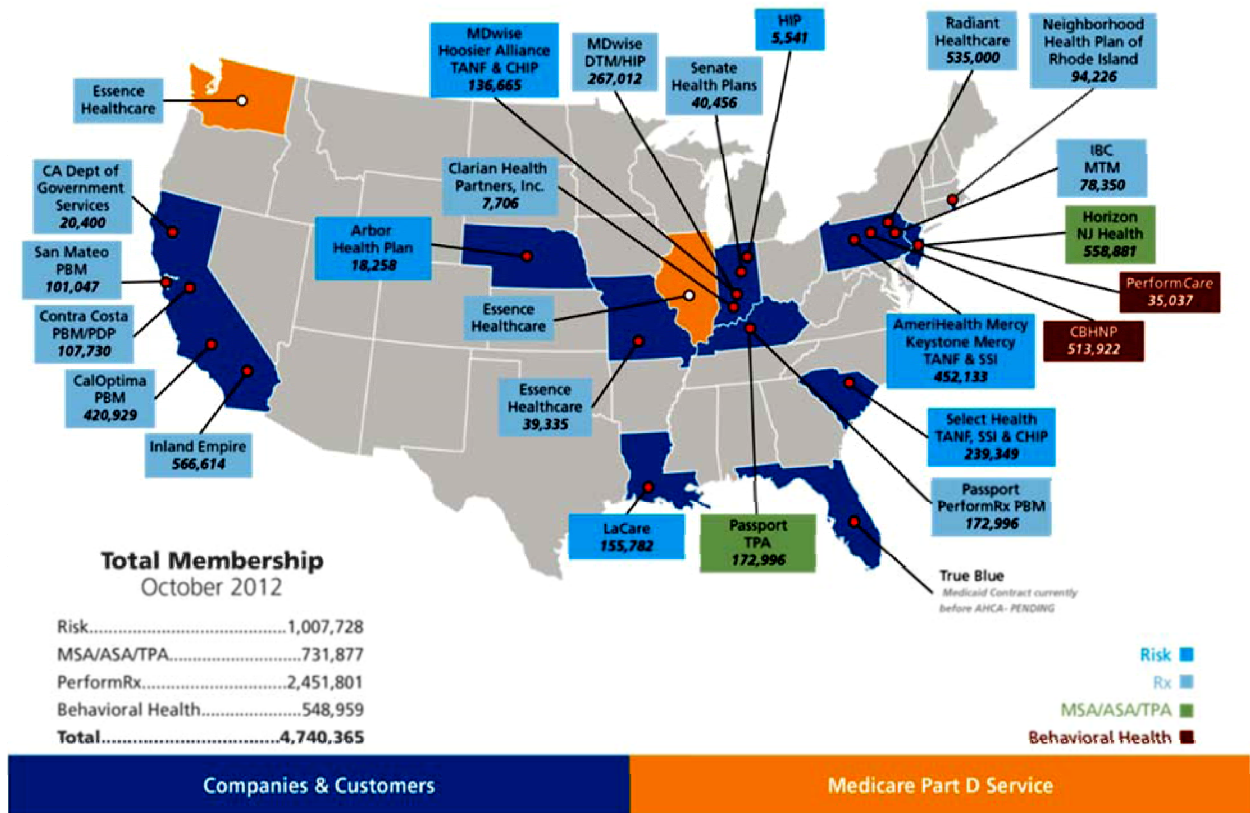 MDwise
Hoosier Alliance
TANF & CHIP
136,665
MDwise
DTM/HIP
267,012
Senate
Health Plans
40,456
HIP
5,541
Radiant
Healthcare
535,000
Neighborhood
Health Plan of
Rhode Island
94,226
Essence
Healthcare
IBC
MTM
78,350
CA Dept of
Government
Services
20,400
Clarian Health
Partners, Inc.
7,706
Horizon
NJ Health
558,881
Arbor
Health Plan
18,258
San Mateo
PBM
101,047
PerformCare
35,037
Essence
Healthcare
Contra Costa
PBM/PDP
107,730
AmeriHealth Mercy
Keystone Mercy
TANF & SSI
452,133
CBHNP
513,922
CalOptima
PBM
420,929
Essence
Healthcare
39,335
Select Health
TANF, SSI & CHIP
239,349
Inland Empire
566,614
Passport
PerformRx PBM
172,996
LaCare
155,782
Passport
TPA
172,996
True Blue
Medicaid Contract currently
before AHCA- PENDING
Total Membership
October 2012
Risk.............................................1,007,728
MSA/ASA/TPA..............................731,877
PerformRx.................................2,451,801
Behavioral Health......................548,959
Total.........................................4,740,365
Risk
Rx
MSA/ASA/TPA
Behavioral Health
Companies & Customers
Medicare Part D Service